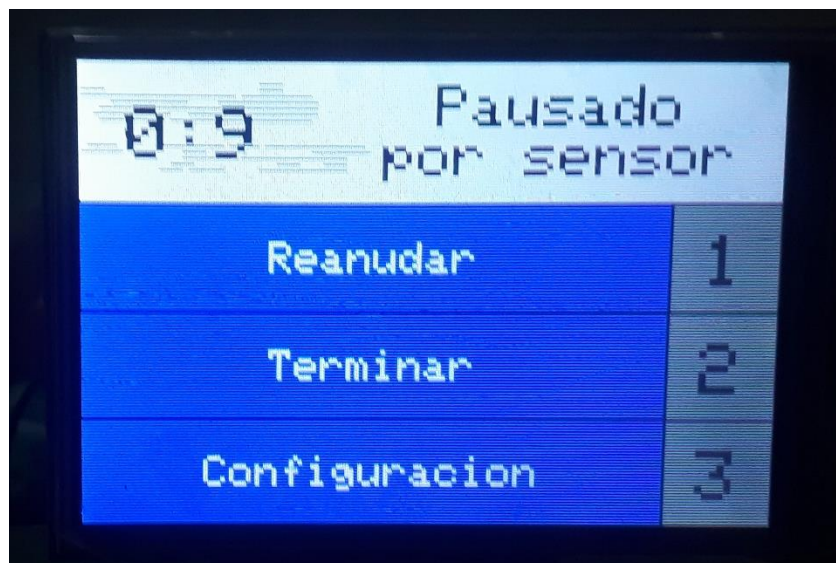 0:9
Pausado
por sensor
Reanudar 1
Terminar 2
Configuracion 3